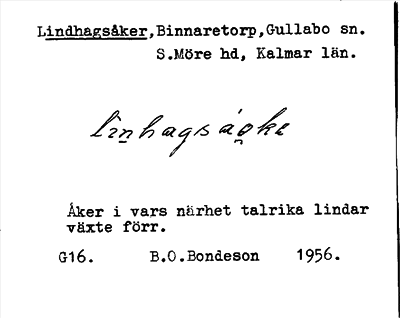 Lindhagsåker,Binnaretorp,Gullabo sn.
S.Möre hd, Kalmar län.
linhagsåke
Åker i vars närhet talrika lindar
växte förr.
G16. B.O.Bondeson 1956.